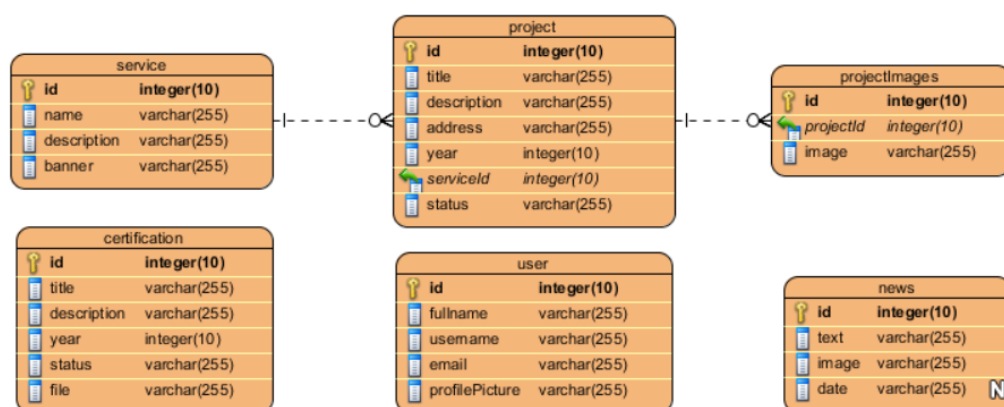 service
id integer(10)
name varchar(255)
description varchar(255)
banner varchar(255)
project
id integer(10)
title varchar(255)
description varchar(255)
address varchar(255)
year integer(10)
serviceId integer(10)
status varchar(255)
projectImages
id integer(10)
projectId integer(10)
image varchar(255)
certification
id integer(10)
title varchar(255)
description varchar(255)
year integer(10)
status varchar(255)
file varchar(255)
user
id integer(10)
fullname varchar(255)
username varchar(255)
email varchar(255)
profilePicture varchar(255)
news
id integer(10)
text varchar(255)
image varchar(255)
date varchar(255)
N